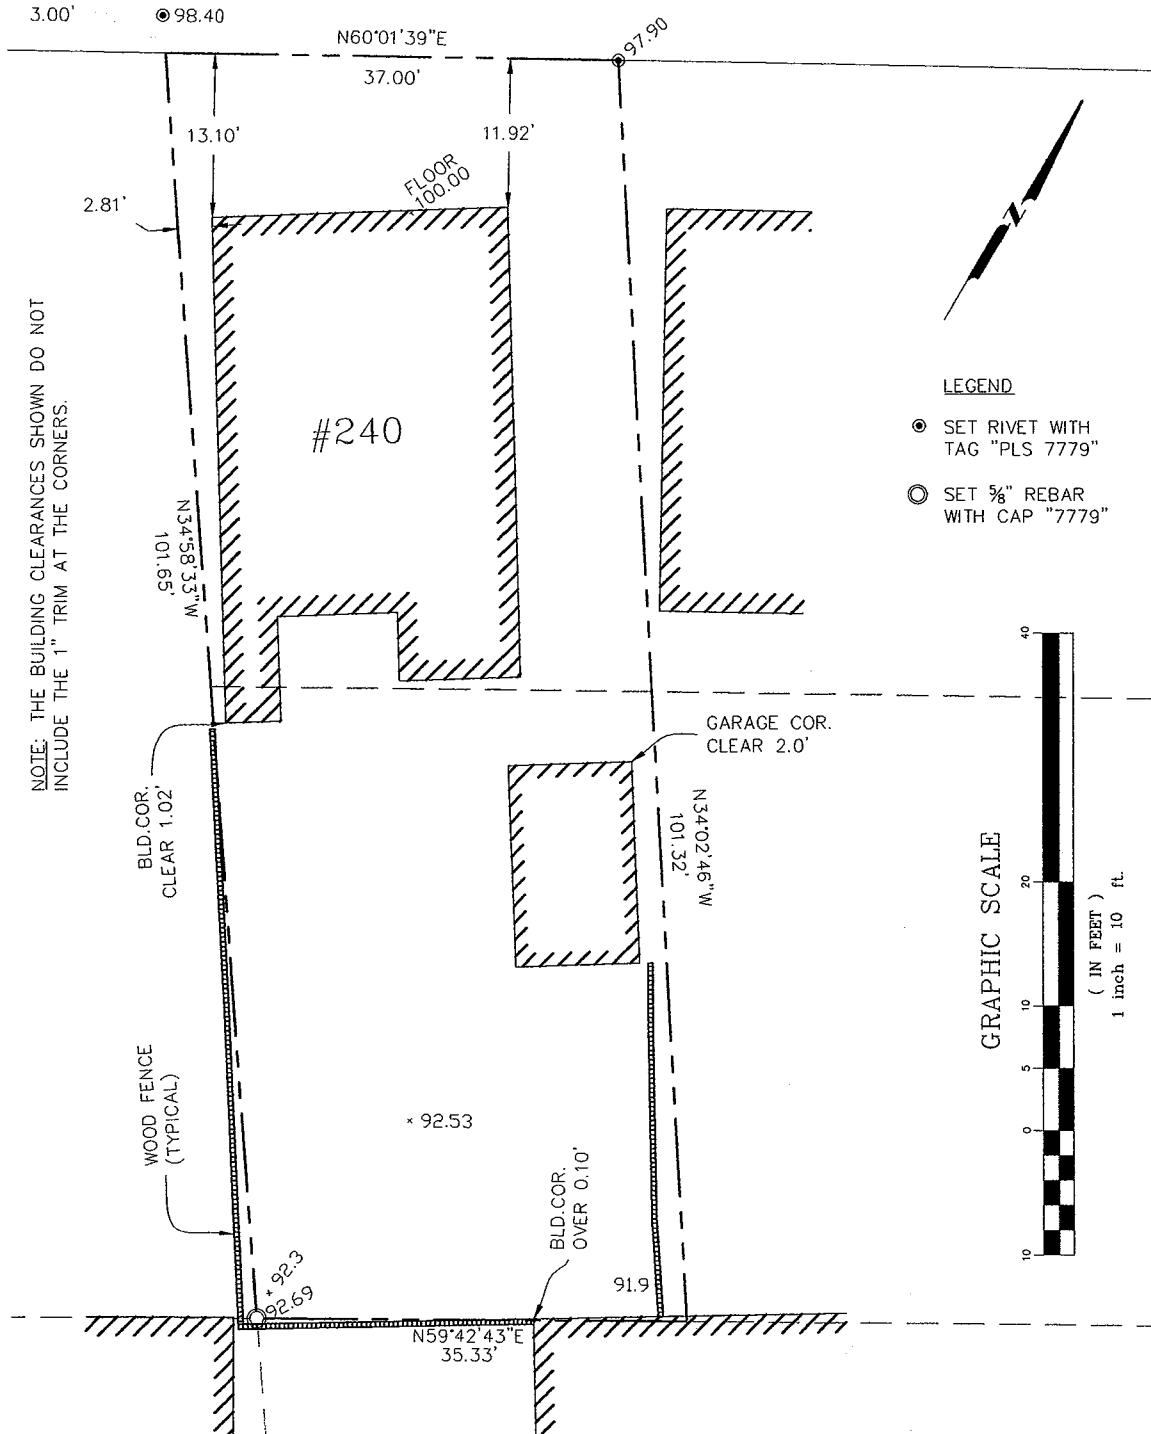 3.00'
98.40
N60°01'39"E
37.00'
97.90
13.10'
11.92'
2.81'
FLOOR
100.00
N
#240
NOTE: THE BUILDING CLEARANCES SHOWN DO NOT
INCLUDE THE 1" TRIM AT THE CORNERS.
LEGEND
SET RIVET WITH
TAG "PLS 7779"
SET 5/8" REBAR
WITH CAP "7779"
N34°58'33"W
101.65'
GARAGE COR.
CLEAR 2.0'
BLD.COR.
CLEAR 1.02'
N34°02'46"W
101.32'
GRAPHIC SCALE
40
20
10
5
0
10
( IN FEET )
1 inch = 10 ft.
WOOD FENCE
(TYPICAL)
92.53
BLD.COR.
OVER 0.10'
92.3
92.69
91.9
N59°42'43"E
35.33'